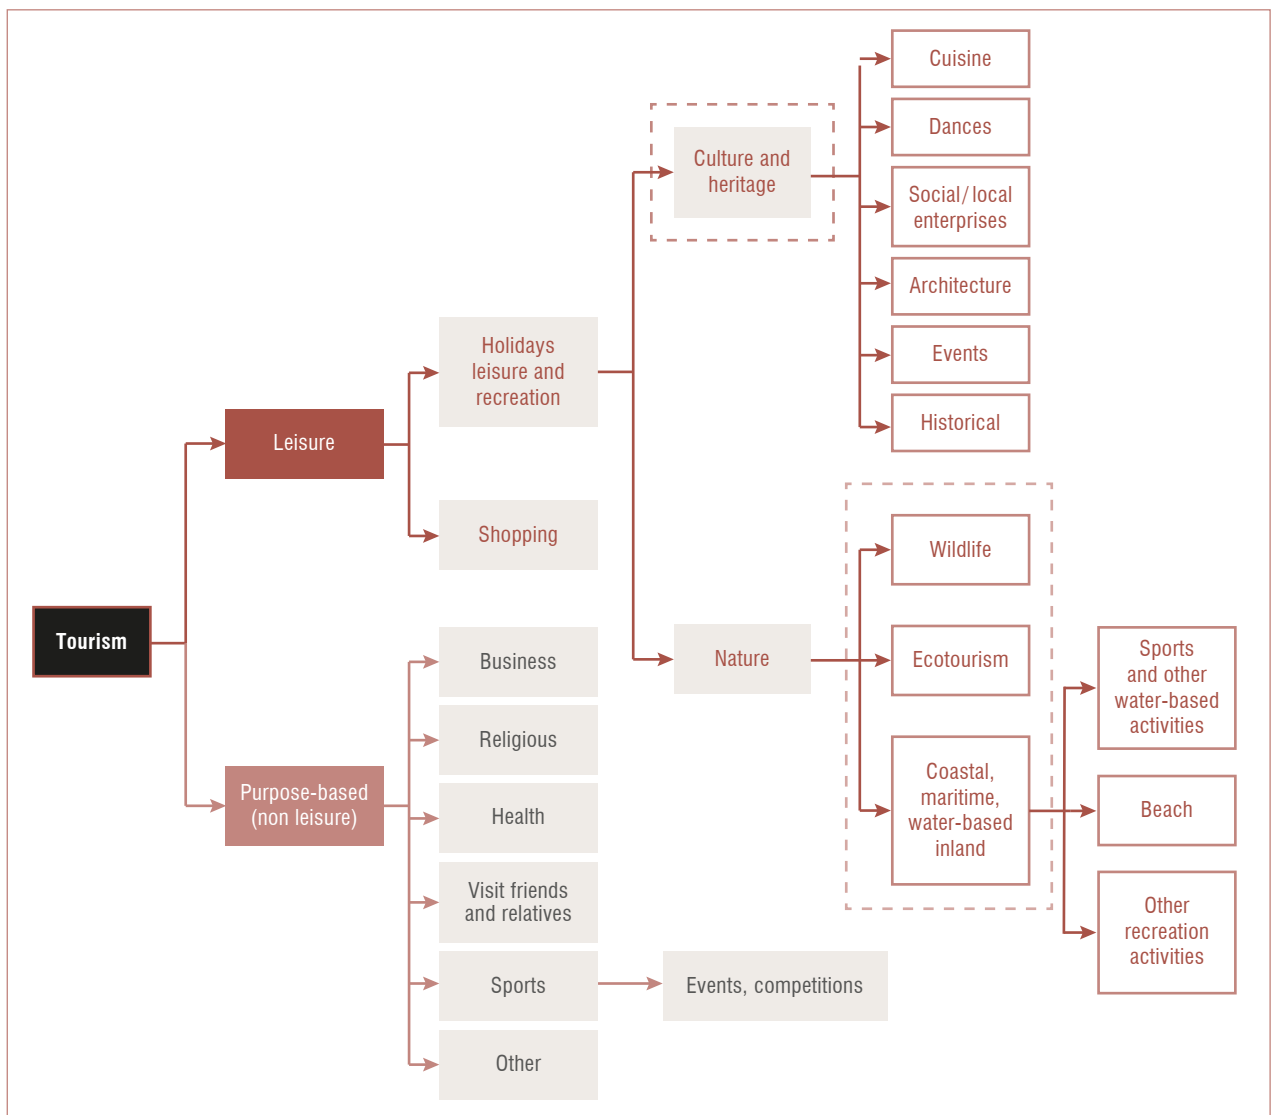 Tourism
Leisure
Purpose-based
(non leisure)
Holidays
leisure and
recreation
Shopping
Business
Religious
Health
Visit friends
and relatives
Sports
Other
Events, competitions
Culture and
heritage
Nature
Cuisine
Dances
Social/local
enterprises
Architecture
Events
Historical
Wildlife
Ecotourism
Coastal,
maritime,
water-based
inland
Sports
and other
water-based
activities
Beach
Other
recreation
activities